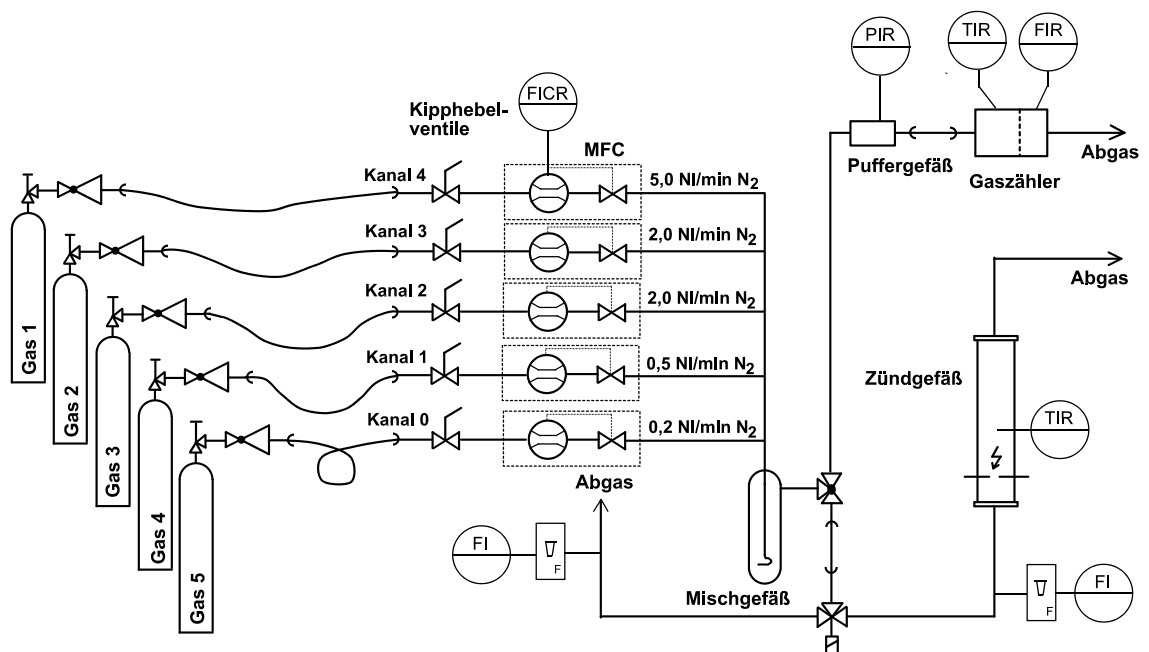 PIR
TIR
FIR
FICR
Kipphebel-
ventile
MFC
Puffergefäß
Gaszähler
Abgas
Kanal 4
5,0 Nl/min N2
Kanal 3
2,0 Nl/min N2
Kanal 2
2,0 Nl/mln N2
Kanal 1
0,5 Nl/mln N2
Kanal 0
0,2 Nl/mln N2
Abgas
Zündgefäß
TIR
Gas 1
Gas 2
Gas 3
Gas 4
Gas 5
Abgas
FI
F
Mischgefäß
F
FI